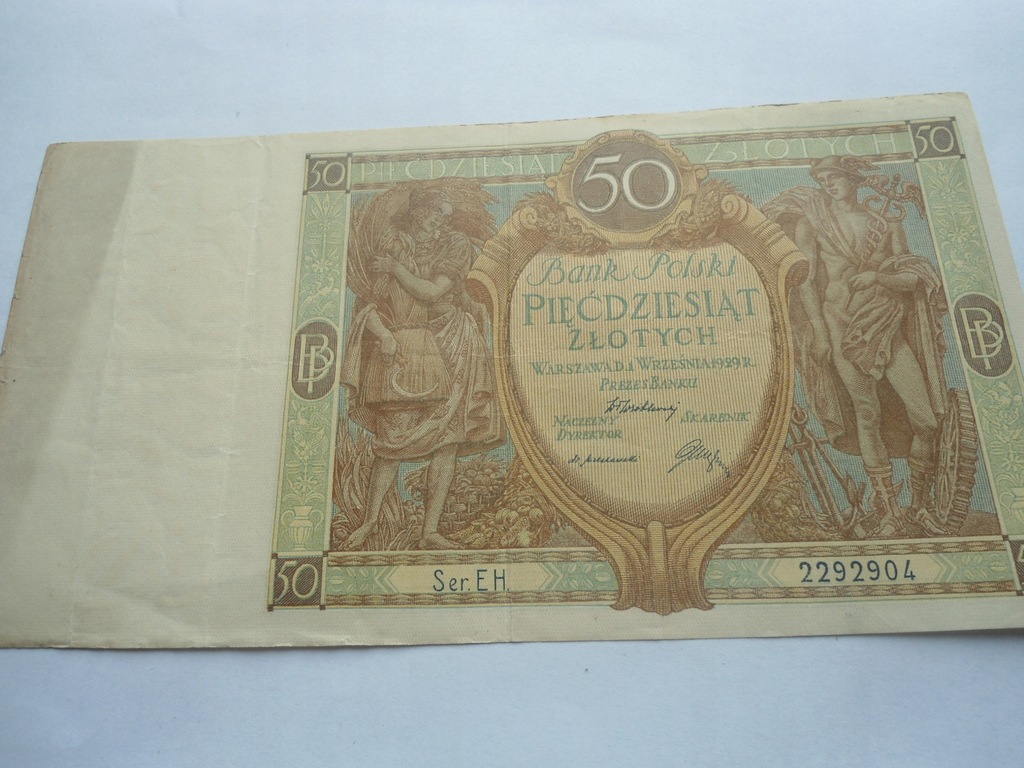 50 PIĘĆDZIESIĄT 50 ZŁOTYCH 50
Bank Polski
PIĘĆDZIESIĄT
ZŁOTYCH
WARSZAWA D. 1 WRZEŚNIA 1929 R.
PREZES BANKU
NACZELNY SKARBNIK
DYREKTOR
BP BP
50 Ser. EH. 2292904